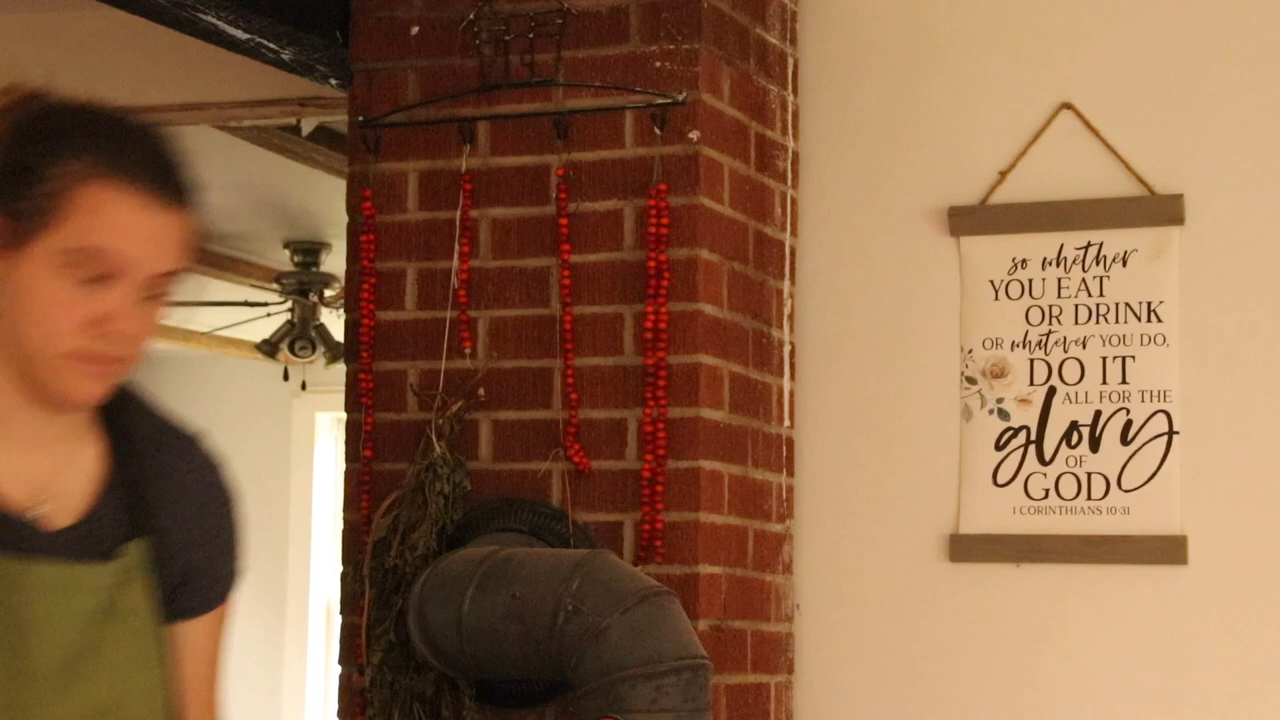 so whether
YOU EAT
OR DRINK
OR whatever YOU DO,
DO IT
ALL FOR THE
glory
OF
GOD
1 CORINTHIANS 10:31